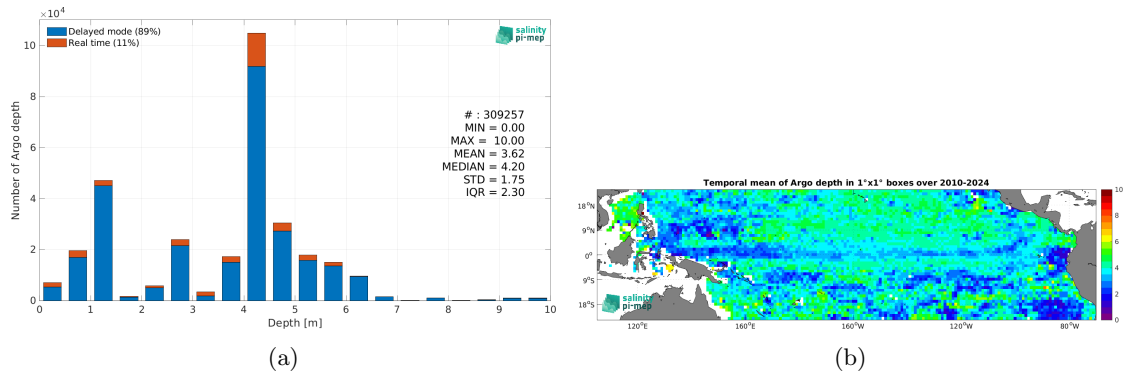 ×10⁴
Delayed mode (89%)
Real time (11%)
salinity
pi-mep
10
8
6
4
2
0
Number of Argo depth
# : 309257
MIN = 0.00
MAX = 10.00
MEAN = 3.62
MEDIAN = 4.20
STD = 1.75
IQR = 2.30
0 1 2 3 4 5 6 7 8 9 10
Depth [m]
(a)
Temporal mean of Argo depth in 1°x1° boxes over 2010-2024
18°N
9°N
0°
9°S
18°S
salinity
pi-mep
120°E 160°E 160°W 120°W 80°W
10
8
6
4
2
0
(b)